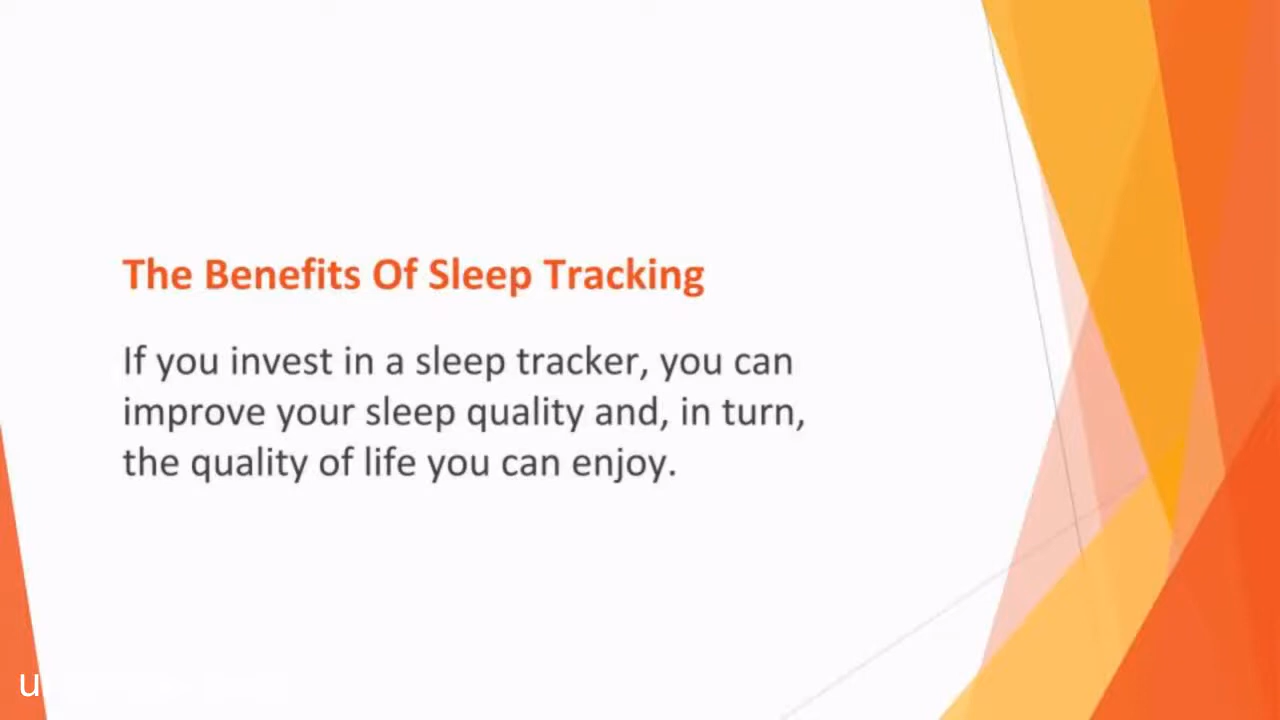 The Benefits Of Sleep Tracking
If you invest in a sleep tracker, you can
improve your sleep quality and, in turn,
the quality of life you can enjoy.